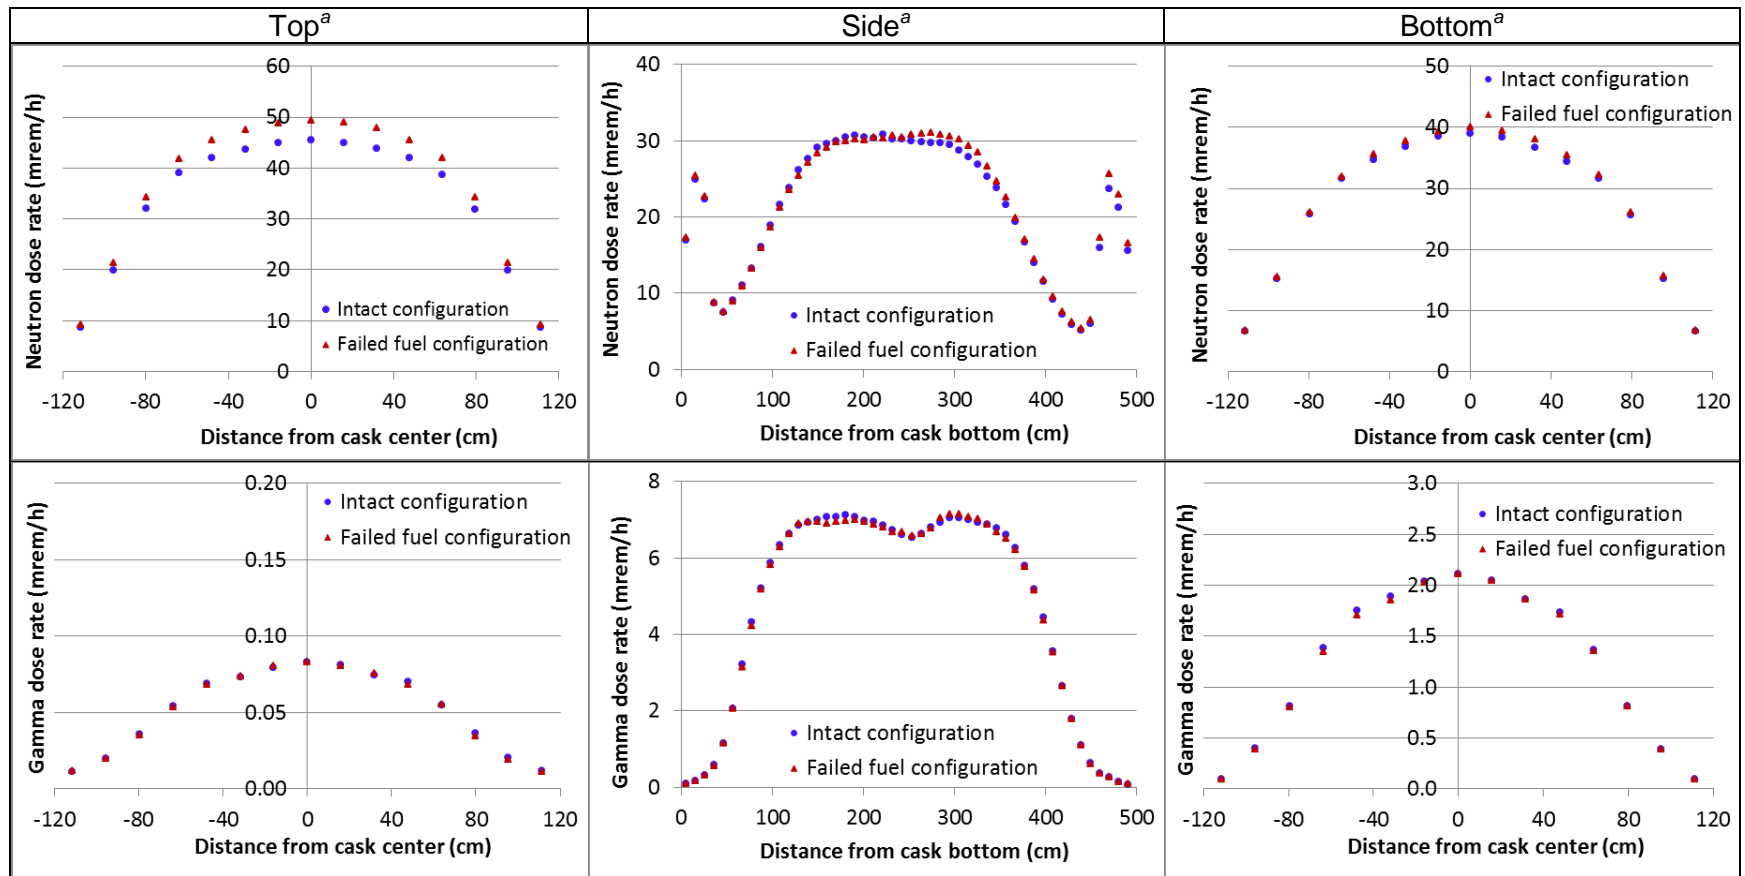 Topᵃ
Sideᵃ
Bottomᵃ
Neutron dose rate (mrem/h)
60
50
40
30
20
10
0
Intact configuration
Failed fuel configuration
-120 -80 -40 0 40 80 120
Distance from cask center (cm)
Neutron dose rate (mrem/h)
40
30
20
10
0
Intact configuration
Failed fuel configuration
0 100 200 300 400 500
Distance from cask bottom (cm)
Neutron dose rate (mrem/h)
50
40
30
20
10
0
Intact configuration
Failed fuel configuration
-120 -80 -40 0 40 80 120
Distance from cask center (cm)
Gamma dose rate (mrem/h)
0.20
0.15
0.10
0.05
0.00
Intact configuration
Failed fuel configuration
-120 -80 -40 0 40 80 120
Distance from cask center (cm)
Gamma dose rate (mrem/h)
8
6
4
2
0
Intact configuration
Failed fuel configuration
0 100 200 300 400 500
Distance from cask bottom (cm)
Gamma dose rate (mrem/h)
3.0
2.5
2.0
1.5
1.0
0.5
0.0
Intact configuration
Failed fuel configuration
-120 -80 -40 0 40 80 120
Distance from cask center (cm)